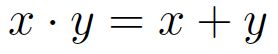 x · y = x + y